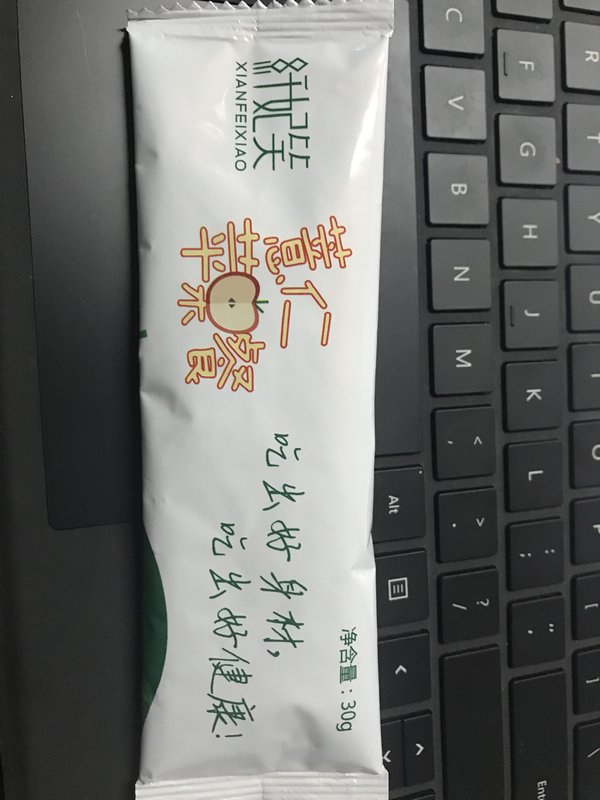 纤妃笑
XIANFEIXIAO
薏仁
苹果餐
吃出好身材,
吃出好健康!
净含量:30g
R T Y U I O P [
F G H J K L : ; " ' Enter
C V B N M < , > . ? /
Alt